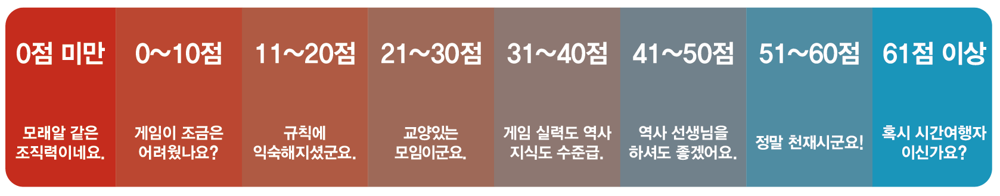 0점 미만
0~10점
11~20점
21~30점
31~40점
41~50점
51~60점
61점 이상
모래알 같은
조직력이네요.
게임이 조금은
어려웠나요?
규칙에
익숙해지셨군요.
교양있는
모임이군요.
게임 실력도 역사
지식도 수준급.
역사 선생님을
하셔도 좋겠어요.
정말 천재시군요!
혹시 시간여행자
이신가요?